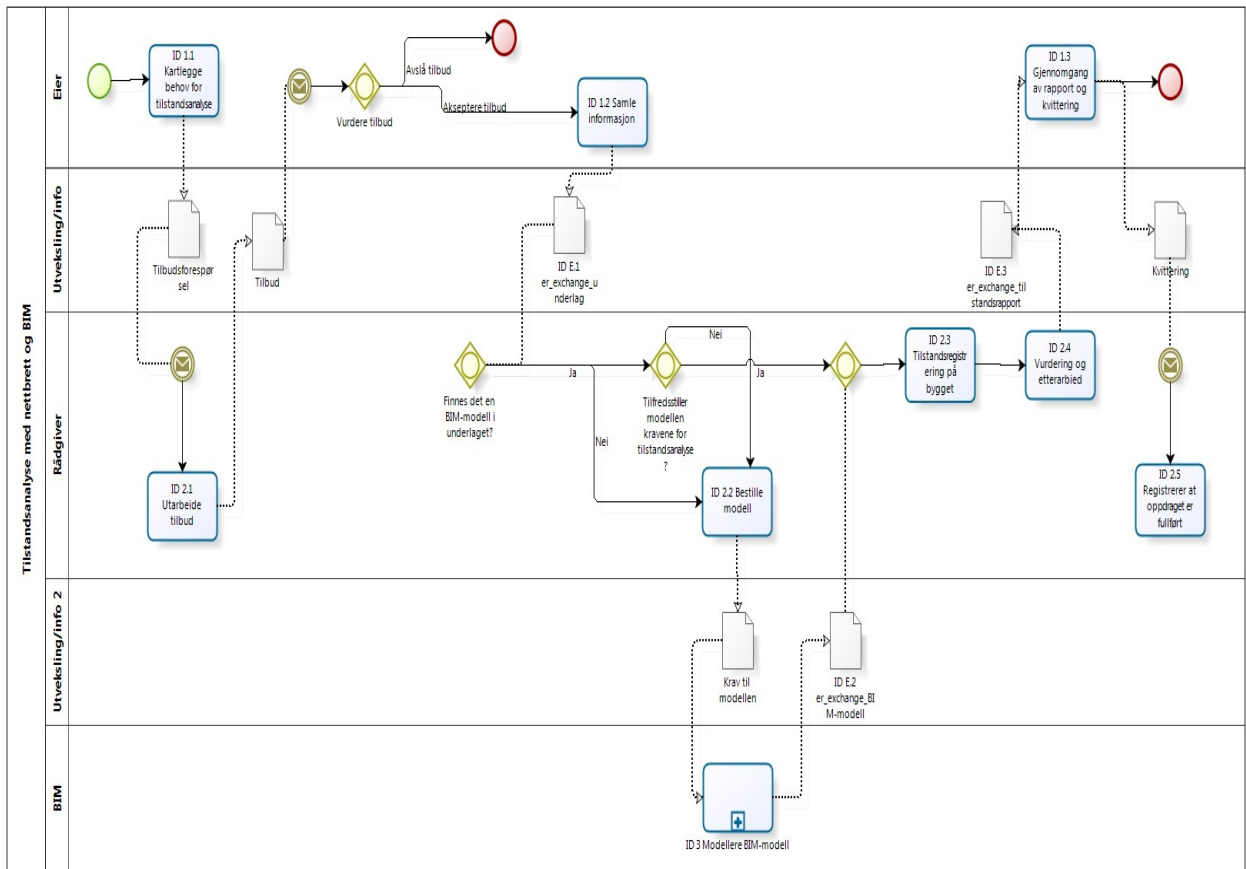 Tilstandsanalyse med nettbrett og BIM
Eier
ID 1.1
Kartlegge
behov for
tilstandsanalyse
Avslå tilbud
Vurdere tilbud
Akseptere tilbud
ID 1.2 Samle
informasjon
ID 1.3
Gjennomgang
av rapport og
kvittering
Utveksling/info
Tilbudsforespør
sel
Tilbud
ID E.1
er_exchange_u
nderlag
ID E.3
er_exchange_til
standsrapport
Kvittering
Rådgiver
ID 2.1
Utarbeide
tilbud
Finnes det en
BIM-modell i
underlaget?
Ja
Nei
Nei
Tilfredsstiller
modellen
kravene for
tilstandsanalyse
?
Ja
ID 2.2 Bestille
modell
ID 2.3
Tilstandsregistr
ering på
bygget
ID 2.4
Vurdering og
etterarbied
ID 2.5
Registrerer at
oppdraget er
fullført
Utveksling/info 2
Krav til
modellen
ID E.2
er_exchange_BI
M-modell
BIM
ID 3 Modellere BIM-modell